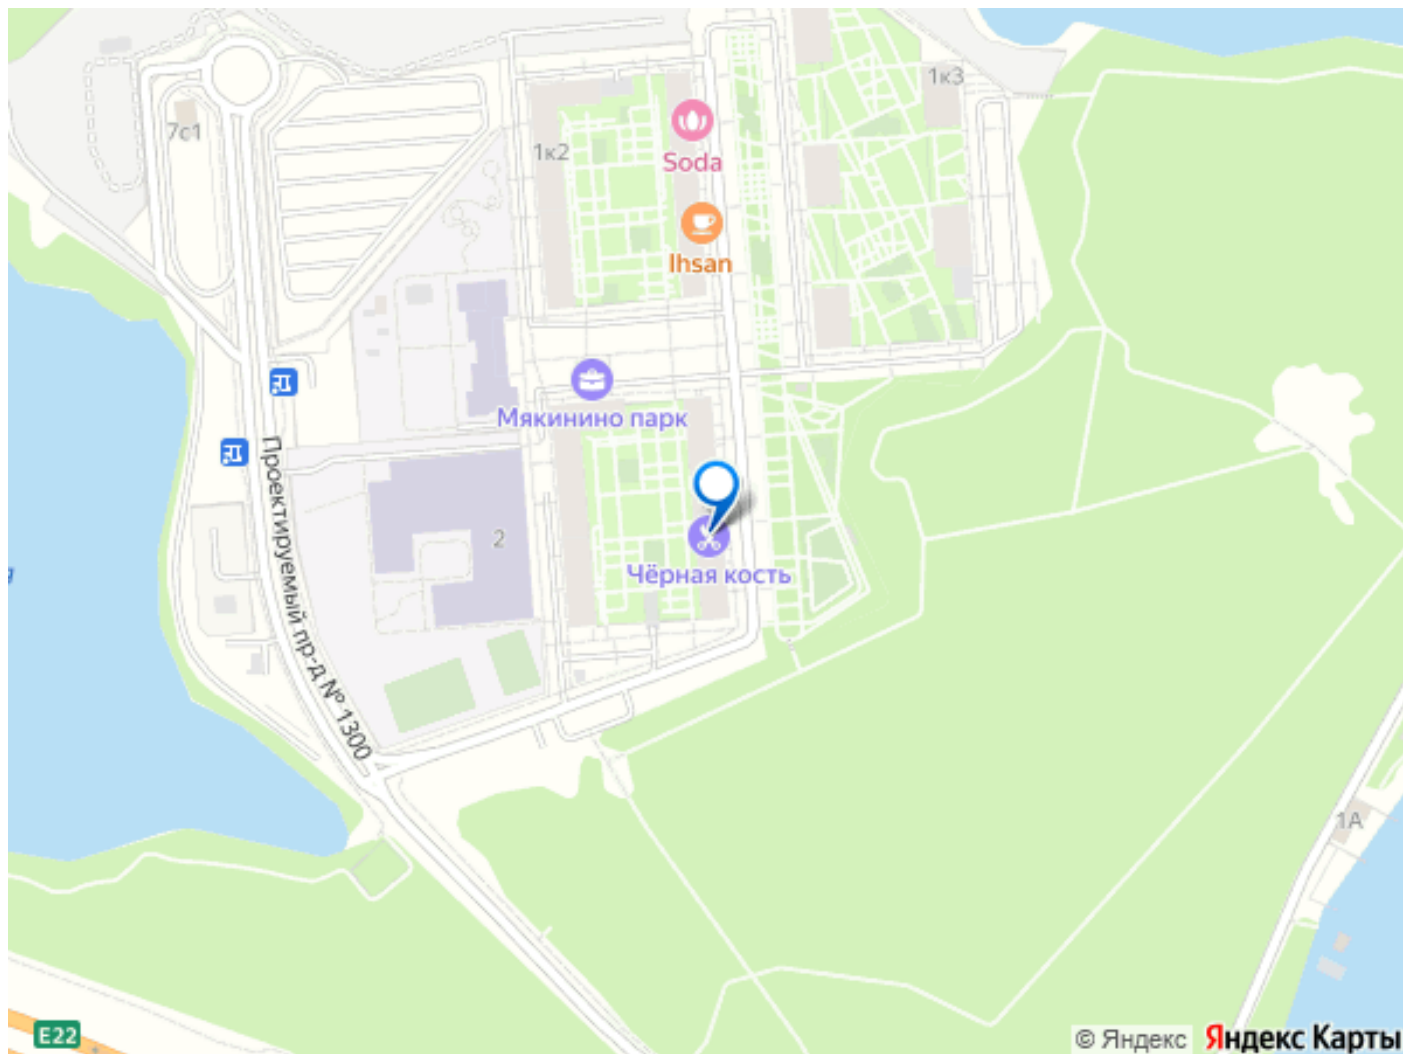 1к3
7с1
1к2
Soda
Ihsan
Мякинино парк
Проектируемый пр-д № 1300
2
Чёрная кость
1А
E22
© Яндекс Яндекс Карты